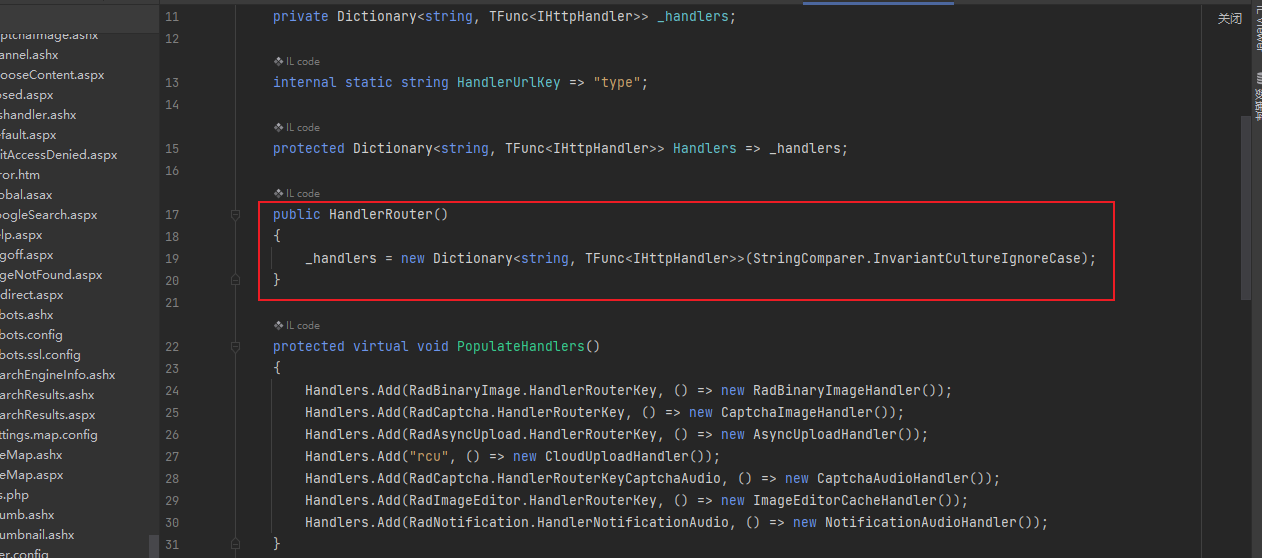 11 private Dictionary<string, TFunc<IHttpHandler>> _handlers;
12
IL code
13 internal static string HandlerUrlKey => "type";
14
IL code
15 protected Dictionary<string, TFunc<IHttpHandler>> Handlers => _handlers;
16
IL code
17 public HandlerRouter()
18 {
19 _handlers = new Dictionary<string, TFunc<IHttpHandler>>(StringComparer.InvariantCultureIgnoreCase);
20 }
21
IL code
22 protected virtual void PopulateHandlers()
23 {
24 Handlers.Add(RadBinaryImage.HandlerRouterKey, () => new RadBinaryImageHandler());
25 Handlers.Add(RadCaptcha.HandlerRouterKey, () => new CaptchaImageHandler());
26 Handlers.Add(RadAsyncUpload.HandlerRouterKey, () => new AsyncUploadHandler());
27 Handlers.Add("rcu", () => new CloudUploadHandler());
28 Handlers.Add(RadCaptcha.HandlerRouterKeyCaptchaAudio, () => new CaptchaAudioHandler());
29 Handlers.Add(RadImageEditor.HandlerRouterKey, () => new ImageEditorCacheHandler());
30 Handlers.Add(RadNotification.HandlerNotificationAudio, () => new NotificationAudioHandler());
31 }
ptchaImage.ashx
annel.ashx
ooseContent.aspx
osed.aspx
shandler.ashx
efault.aspx
itAccessDenied.aspx
ror.htm
obal.asax
oogleSearch.aspx
elp.aspx
goff.aspx
geNotFound.aspx
direct.aspx
bots.ashx
bots.config
bots.ssl.config
archEngineInfo.ashx
archResults.ashx
archResults.aspx
ttings.map.config
eMap.ashx
eMap.aspx
s.php
umb.ashx
umbnail.ashx
er.config
关闭
IL Viewer
数据库